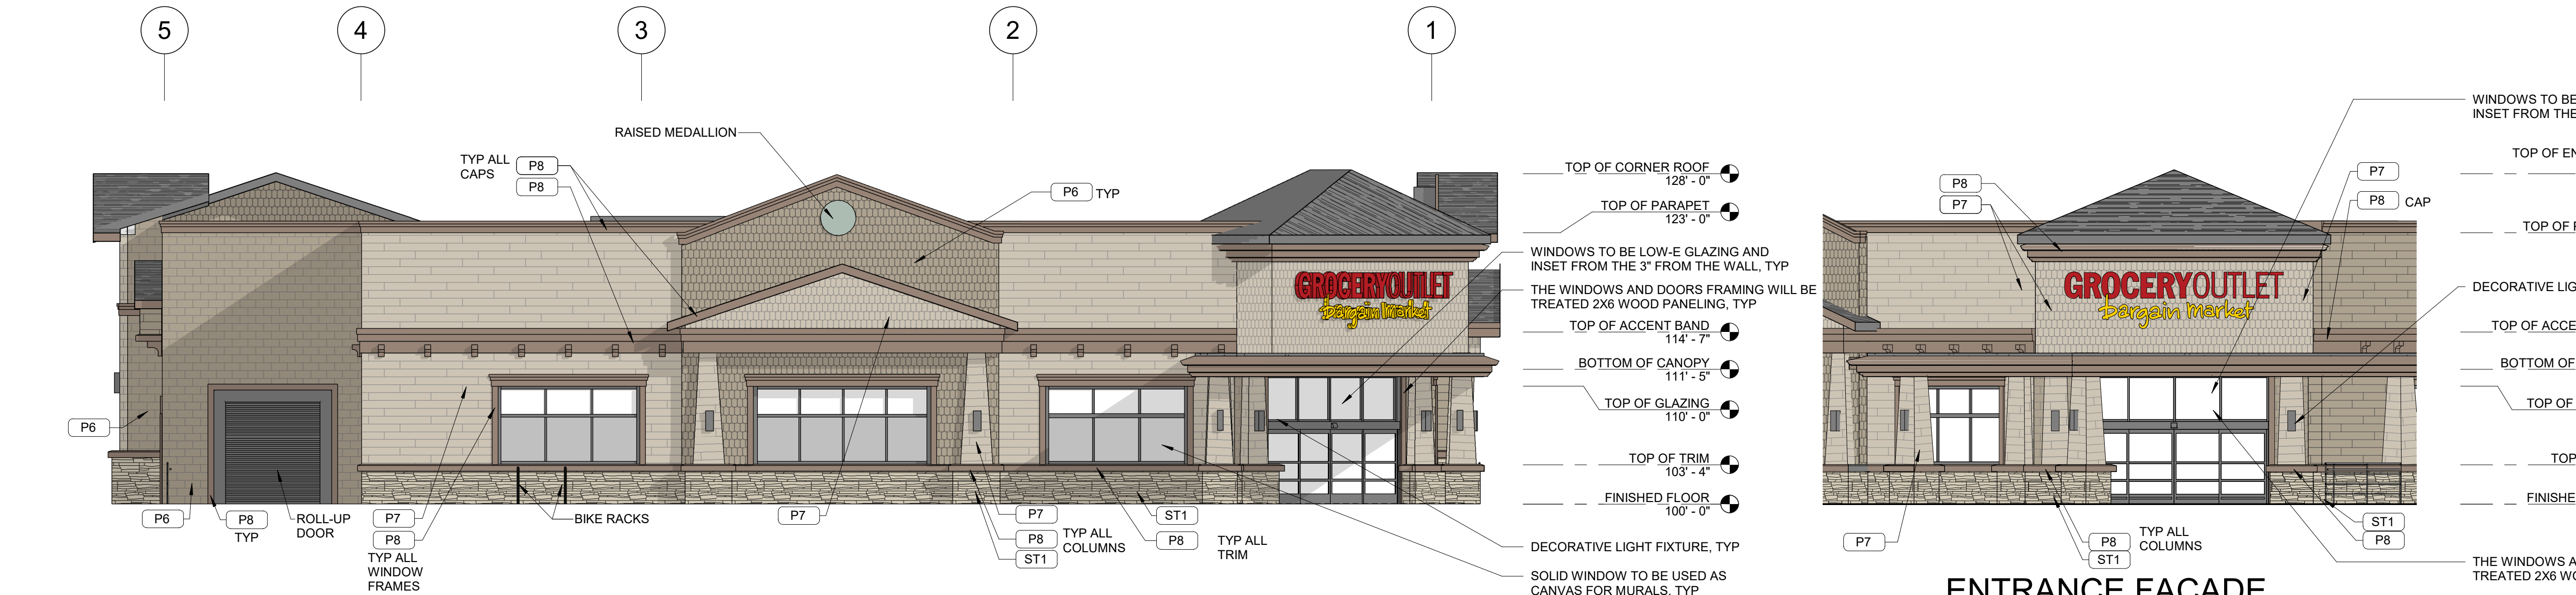 5
4
3
2
1
RAISED MEDALLION
TYP ALL
CAPS
P8
P8
P6 TYP
GROCERY OUTLET
bargain market
TOP OF CORNER ROOF
128' - 0"
TOP OF PARAPET
123' - 0"
WINDOWS TO BE LOW-E GLAZING AND
INSET FROM THE 3" FROM THE WALL, TYP
THE WINDOWS AND DOORS FRAMING WILL BE
TREATED 2X6 WOOD PANELING, TYP
TOP OF ACCENT BAND
114' - 7"
BOTTOM OF CANOPY
111' - 5"
TOP OF GLAZING
110' - 0"
TOP OF TRIM
103' - 4"
FINISHED FLOOR
100' - 0"
DECORATIVE LIGHT FIXTURE, TYP
SOLID WINDOW TO BE USED AS
CANVAS FOR MURALS, TYP
P6
P6
P8
TYP
ROLL-UP
DOOR
P7
P8
TYP ALL
WINDOW
FRAMES
BIKE RACKS
P7
P7
P8
ST1
TYP ALL
COLUMNS
ST1
P8
TYP ALL
TRIM
P8
P7
P7
P8 CAP
GROCERY OUTLET
bargain market
WINDOWS TO BE
INSET FROM THE
TOP OF EN
TOP OF
DECORATIVE LIG
TOP OF ACCE
BOTTOM OF
TOP OF
TOP
FINISHE
P7
P8
ST1
TYP ALL
COLUMNS
ST1
P8
THE WINDOWS A
TREATED 2X6 WO
ENTRANCE FACADE